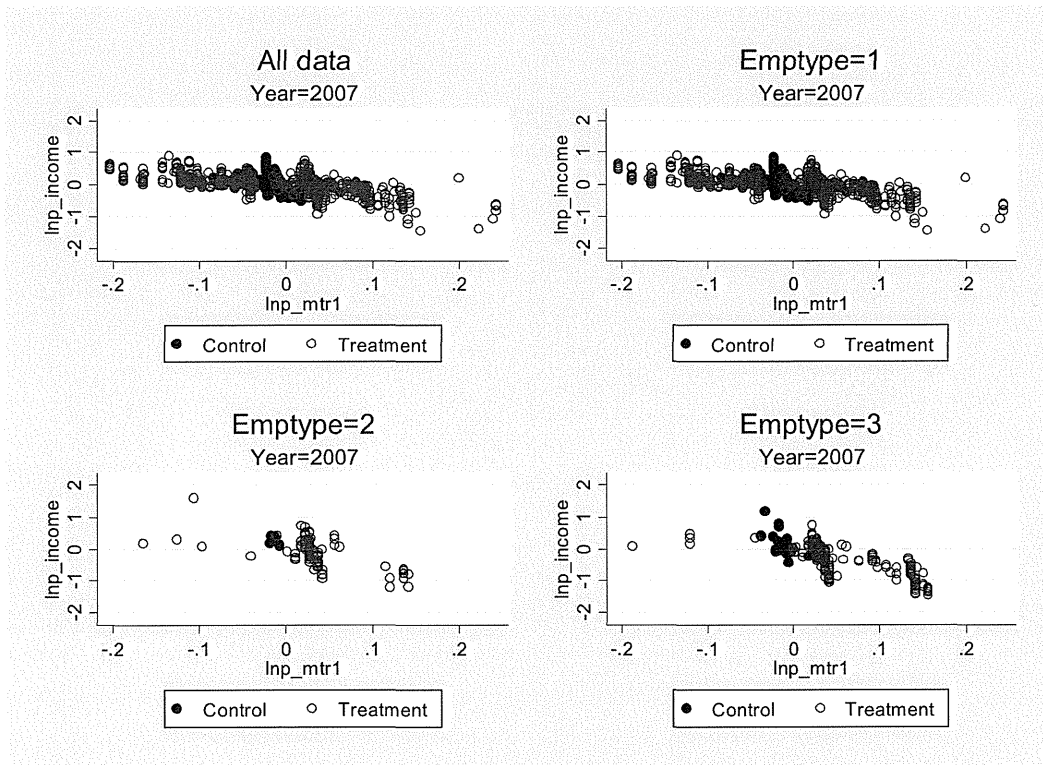 All data
Year=2007
2
1
0
-1
-2
lnp_income
-.2
-.1
0
.1
.2
lnp_mtr1
Control
Treatment
Emptype=1
Year=2007
2
1
0
-1
-2
lnp_income
-.2
-.1
0
.1
.2
lnp_mtr1
Control
Treatment
Emptype=2
Year=2007
2
1
0
-1
-2
lnp_income
-.2
-.1
0
.1
.2
lnp_mtr1
Control
Treatment
Emptype=3
Year=2007
2
1
0
-1
-2
lnp_income
-.2
-.1
0
.1
.2
lnp_mtr1
Control
Treatment